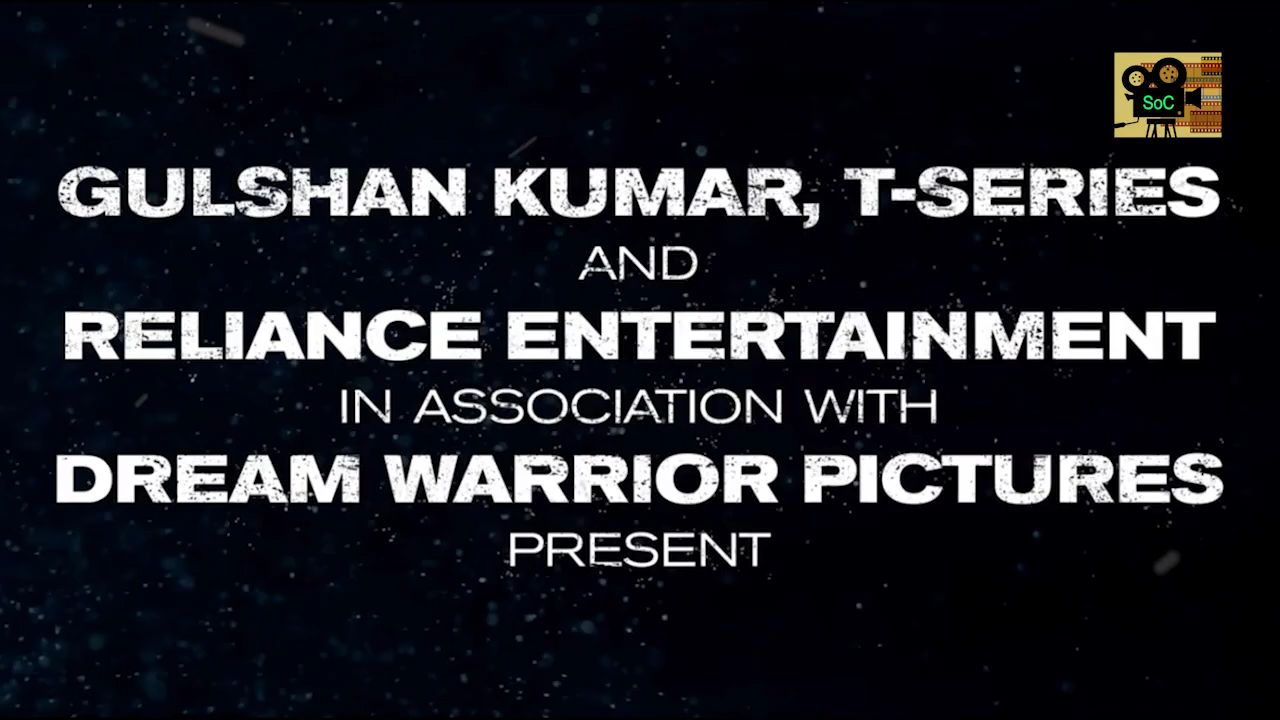 SoC
GULSHAN KUMAR, T-SERIES
AND
RELIANCE ENTERTAINMENT
IN ASSOCIATION WITH
DREAM WARRIOR PICTURES
PRESENT